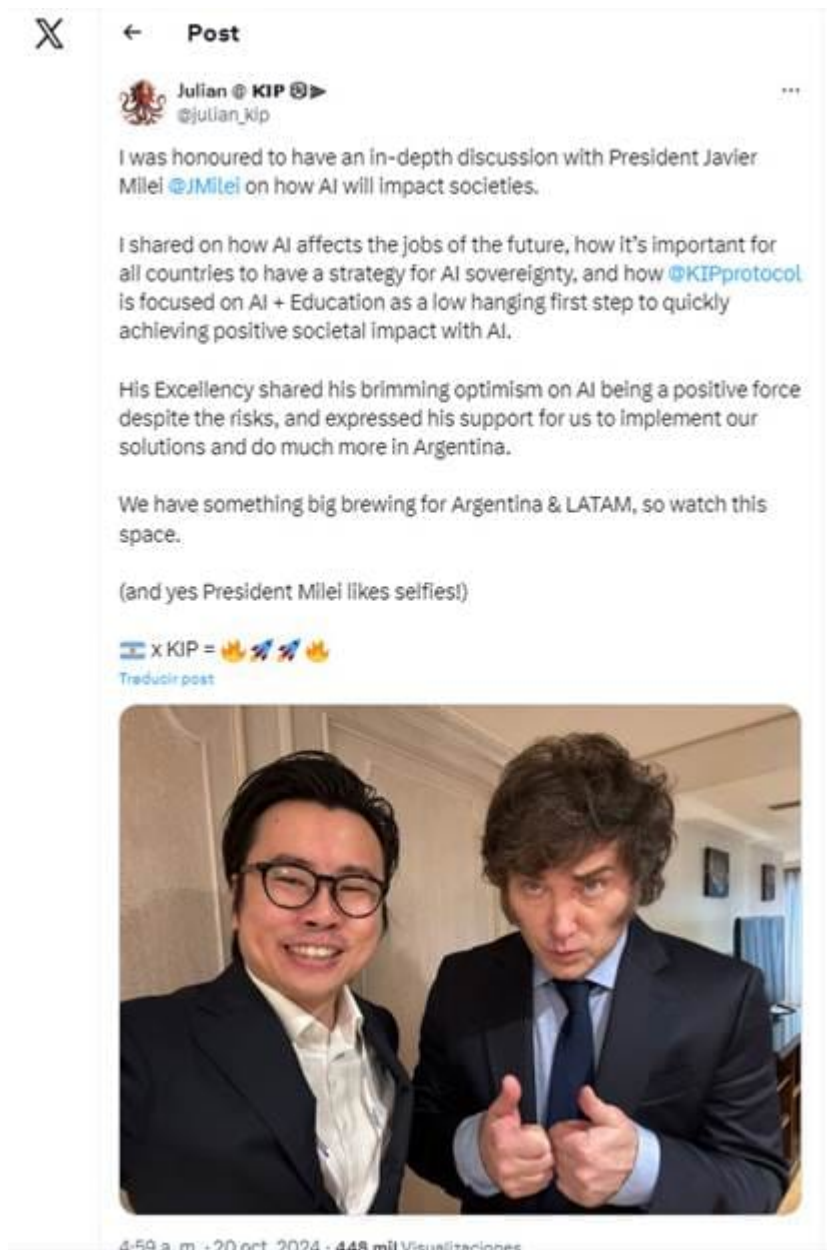 Post
Julian @ KIP
@julian_kip
I was honoured to have an in-depth discussion with President Javier
Milei @JMilei on how AI will impact societies.
I shared on how AI affects the jobs of the future, how it's important for
all countries to have a strategy for AI sovereignty, and how @KIPprotocol
is focused on AI + Education as a low hanging first step to quickly
achieving positive societal impact with AI.
His Excellency shared his brimming optimism on AI being a positive force
despite the risks, and expressed his support for us to implement our
solutions and do much more in Argentina.
We have something big brewing for Argentina & LATAM, so watch this
space.
(and yes President Milei likes selfies!)
🇦🇷 x KIP = 🔥🚀🚀🔥
Traducir post
4:59 a. m. · 20 oct. 2024 · 448 mil Visualizaciones